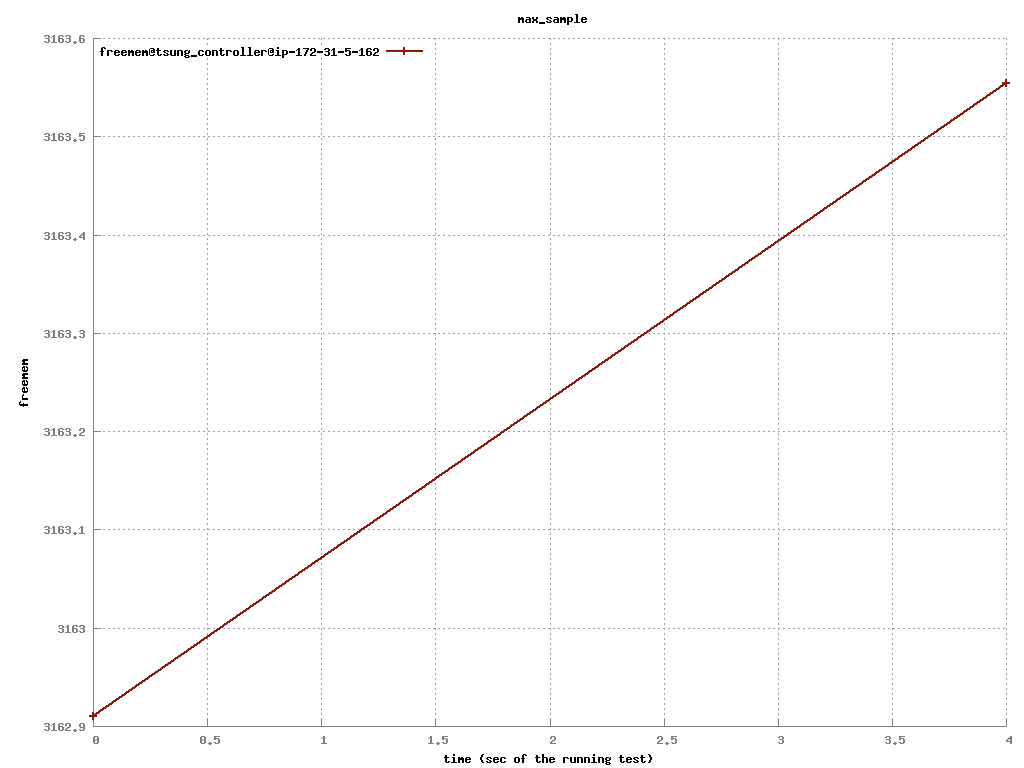 max_sample
freemem@tsung_controller@ip-172-31-5-162
3163.6
3163.5
3163.4
3163.3
3163.2
3163.1
3163
3162.9
freemem
0 0.5 1 1.5 2 2.5 3 3.5 4
time (sec of the running test)